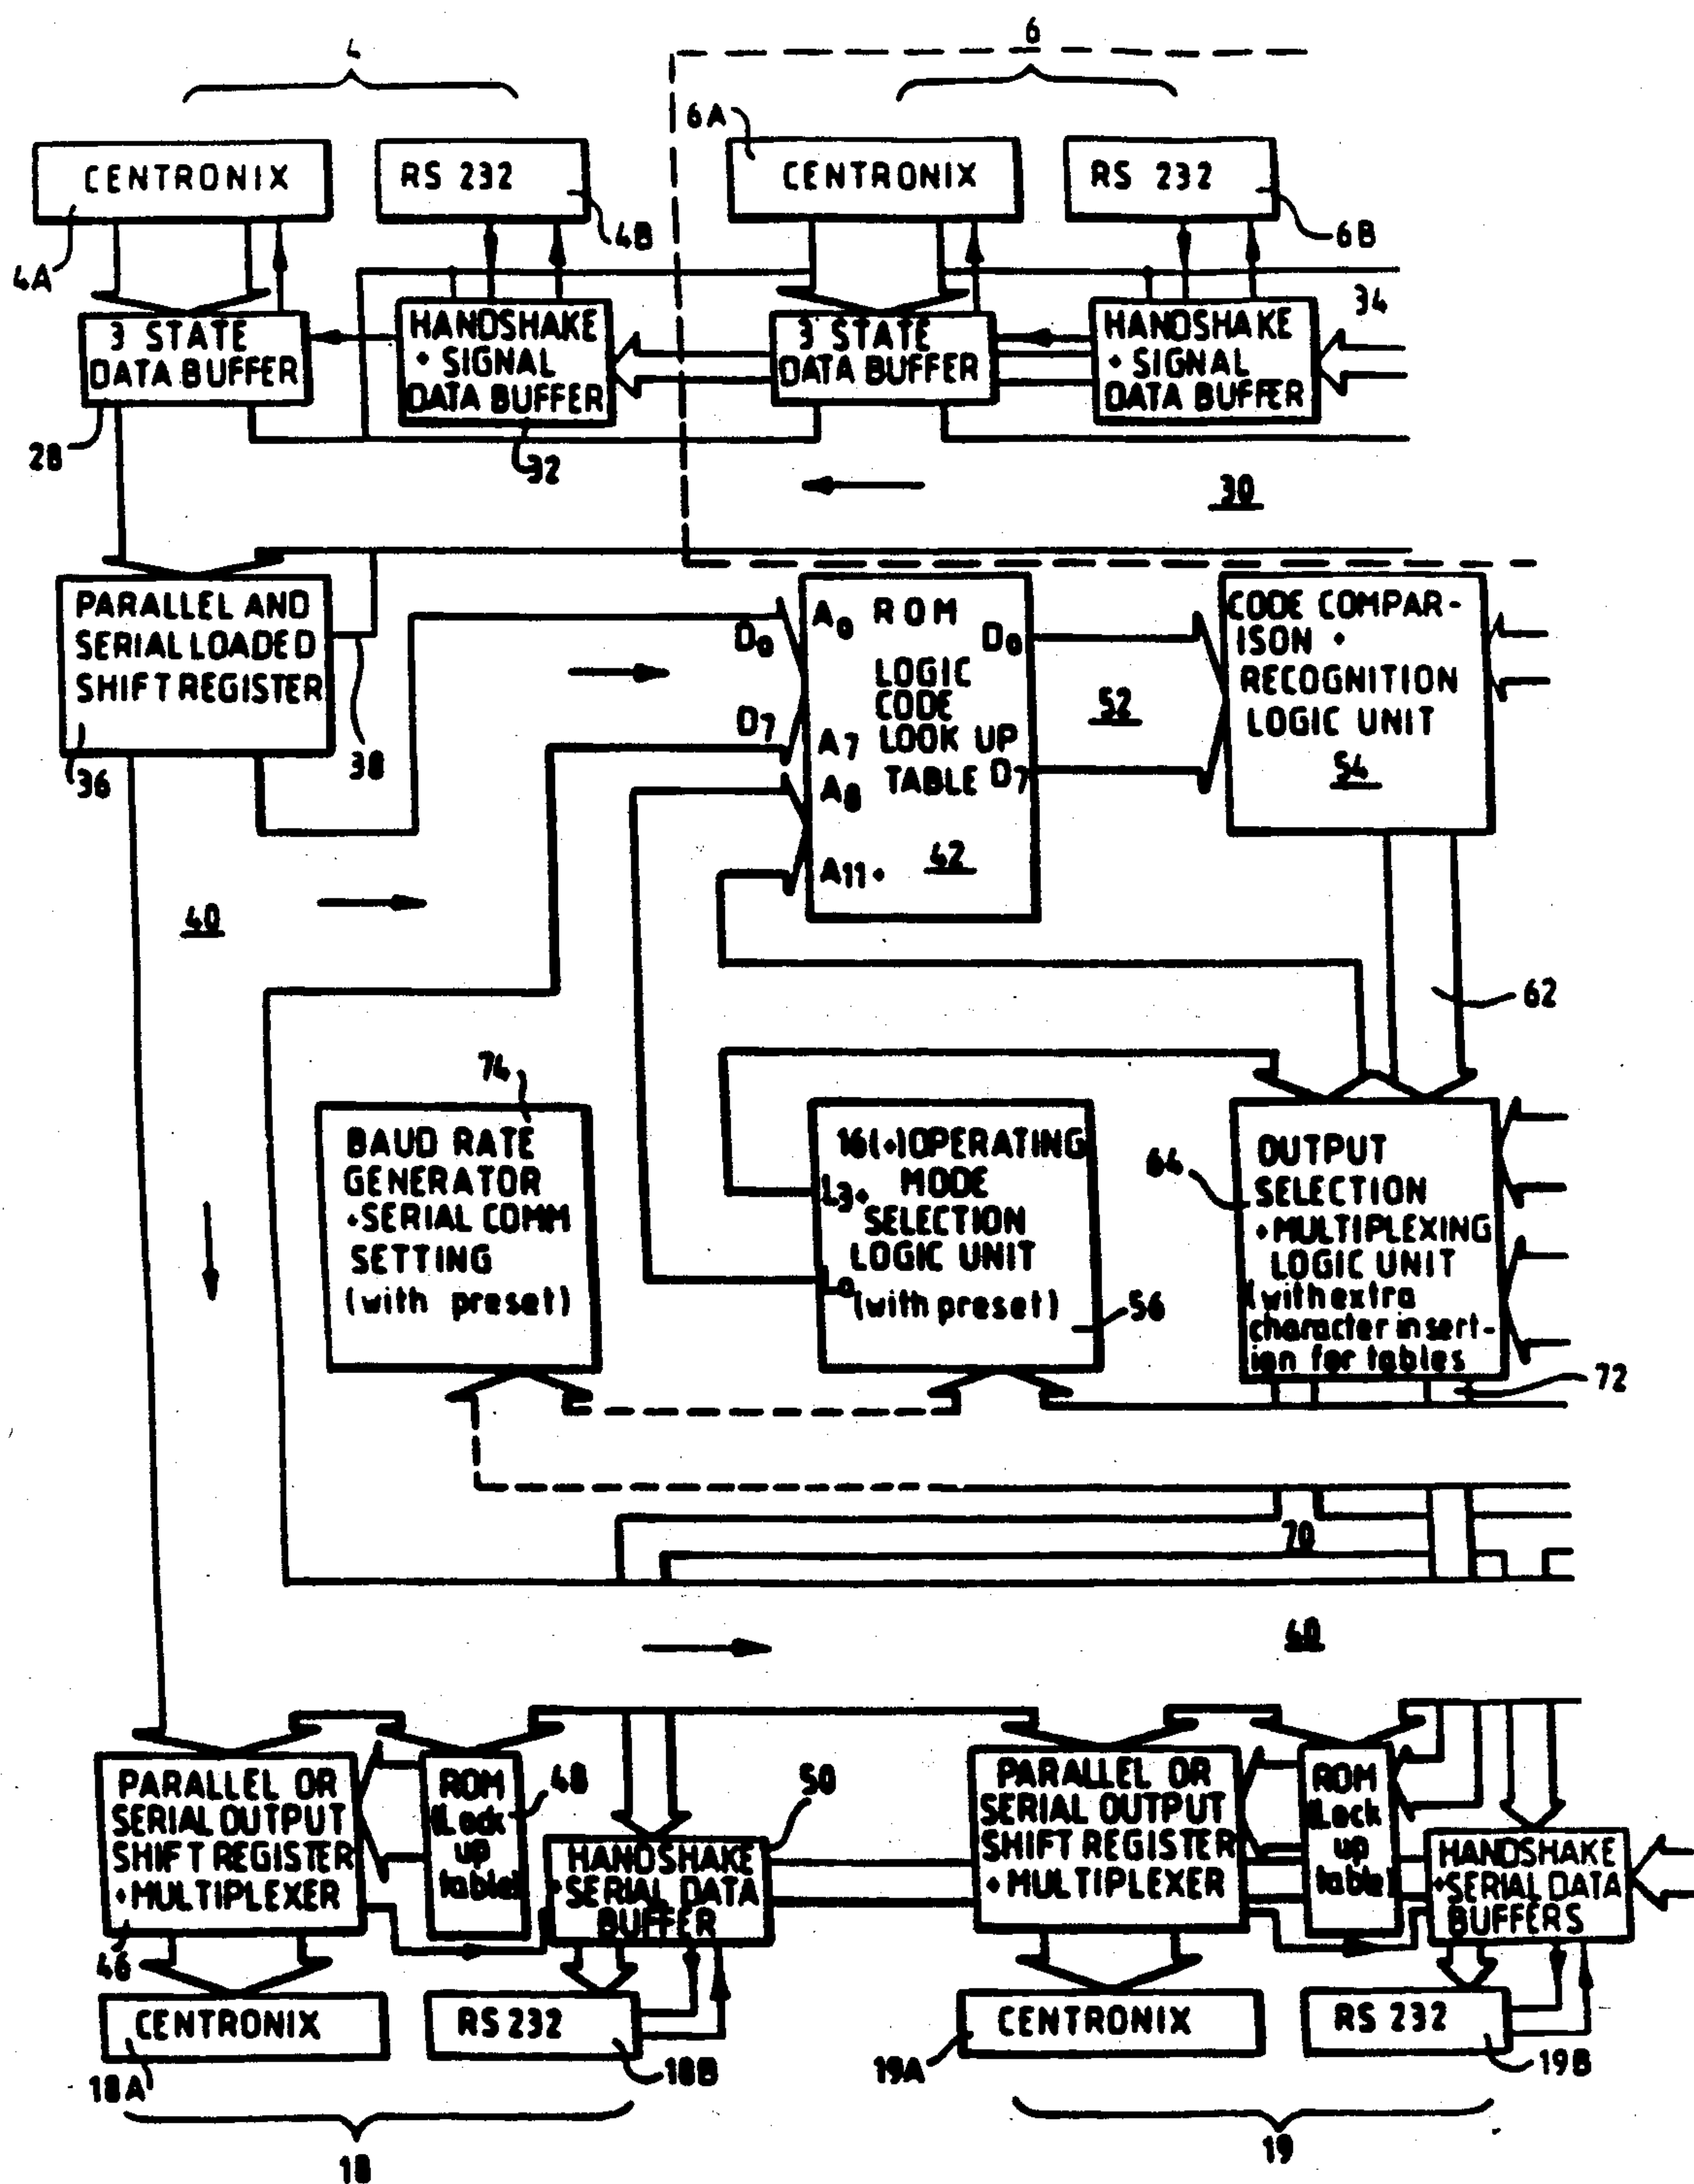 4
6
6A
CENTRONIX
RS 232
CENTRONIX
RS 232
4A
4B
6B
34
3 STATE
DATA BUFFER
HANDSHAKE
+ SIGNAL
DATA BUFFER
3 STATE
DATA BUFFER
HANDSHAKE
+ SIGNAL
DATA BUFFER
28
32
30
PARALLEL AND
SERIAL LOADED
SHIFT REGISTER
36
38
D0
D7
A0
ROM
D0
LOGIC
CODE
LOOK UP
TABLE
A7
D7
A8
A11+
42
52
CODE COMPAR-
ISON +
RECOGNITION
LOGIC UNIT
54
40
62
74
BAUD RATE
GENERATOR
+SERIAL COMM
SETTING
(with preset)
16(+)OPERATING
MODE
SELECTION
LOGIC UNIT
(with preset)
L3+
L0
56
64
OUTPUT
SELECTION
+MULTIPLEXING
LOGIC UNIT
(with extra
character insert-
ion for tables
72
70
40
PARALLEL OR
SERIAL OUTPUT
SHIFT REGISTER
+MULTIPLEXER
46
ROM
(Look
up
table)
48
HANDSHAKE
+SERIAL DATA
BUFFER
50
PARALLEL OR
SERIAL OUTPUT
SHIFT REGISTER
+MULTIPLEXER
ROM
(Look
up
table)
HANDSHAKE
+SERIAL DATA
BUFFERS
CENTRONIX
RS 232
CENTRONIX
RS 232
18A
18B
19A
19B
18
19